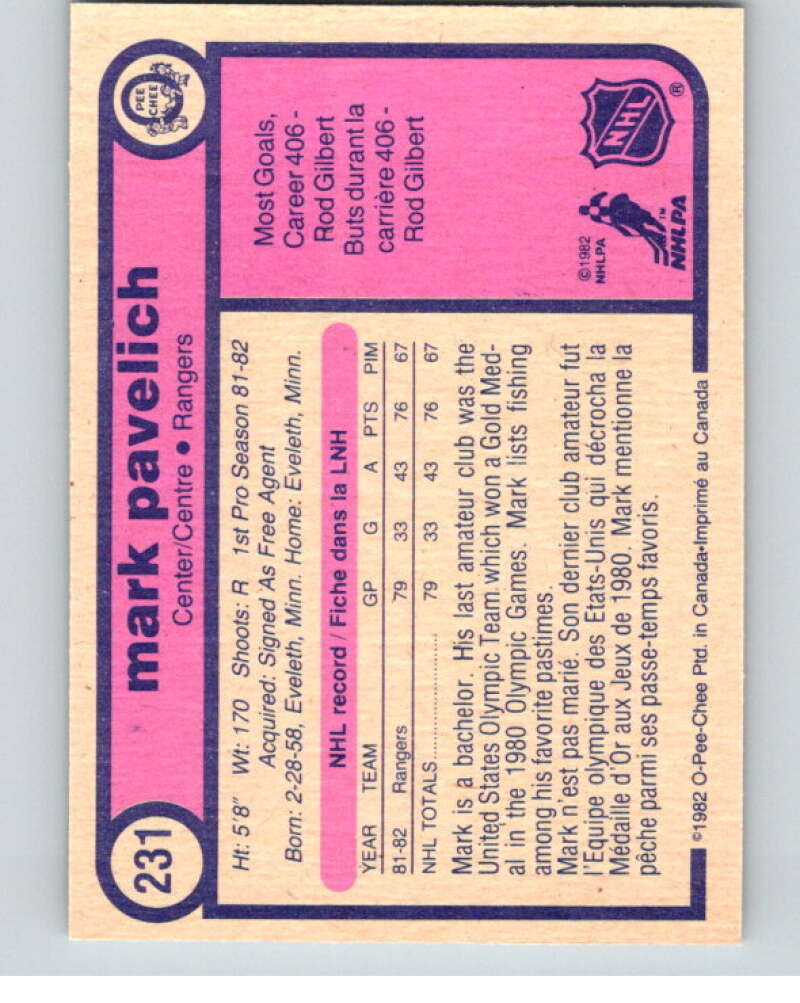 231
mark pavelich
Center/Centre • Rangers
O
PEE
CHEE
Ht: 5'8" Wt: 170 Shoots: R 1st Pro Season 81-82
Acquired: Signed As Free Agent
Born: 2-28-58, Eveleth, Minn. Home: Eveleth, Minn.
NHL record / Fiche dans la LNH
YEAR TEAM GP G A PTS PIM
81-82 Rangers 79 33 43 76 67
NHL TOTALS.................... 79 33 43 76 67
Mark is a bachelor. His last amateur club was the
United States Olympic Team which won a Gold Med-
al in the 1980 Olympic Games. Mark lists fishing
among his favorite pastimes.
Mark n'est pas marié. Son dernier club amateur fut
l'Equipe olympique des Etats-Unis qui décrocha la
Médaille d'Or aux Jeux de 1980. Mark mentionne la
pêche parmi ses passe-temps favoris.
Most Goals,
Career 406 -
Rod Gilbert
Buts durant la
carrière 406 -
Rod Gilbert
©1982
NHLPA
NHLPA™
NHL®
©1982 O-Pee-Chee Ptd. in Canada•Imprimé au Canada